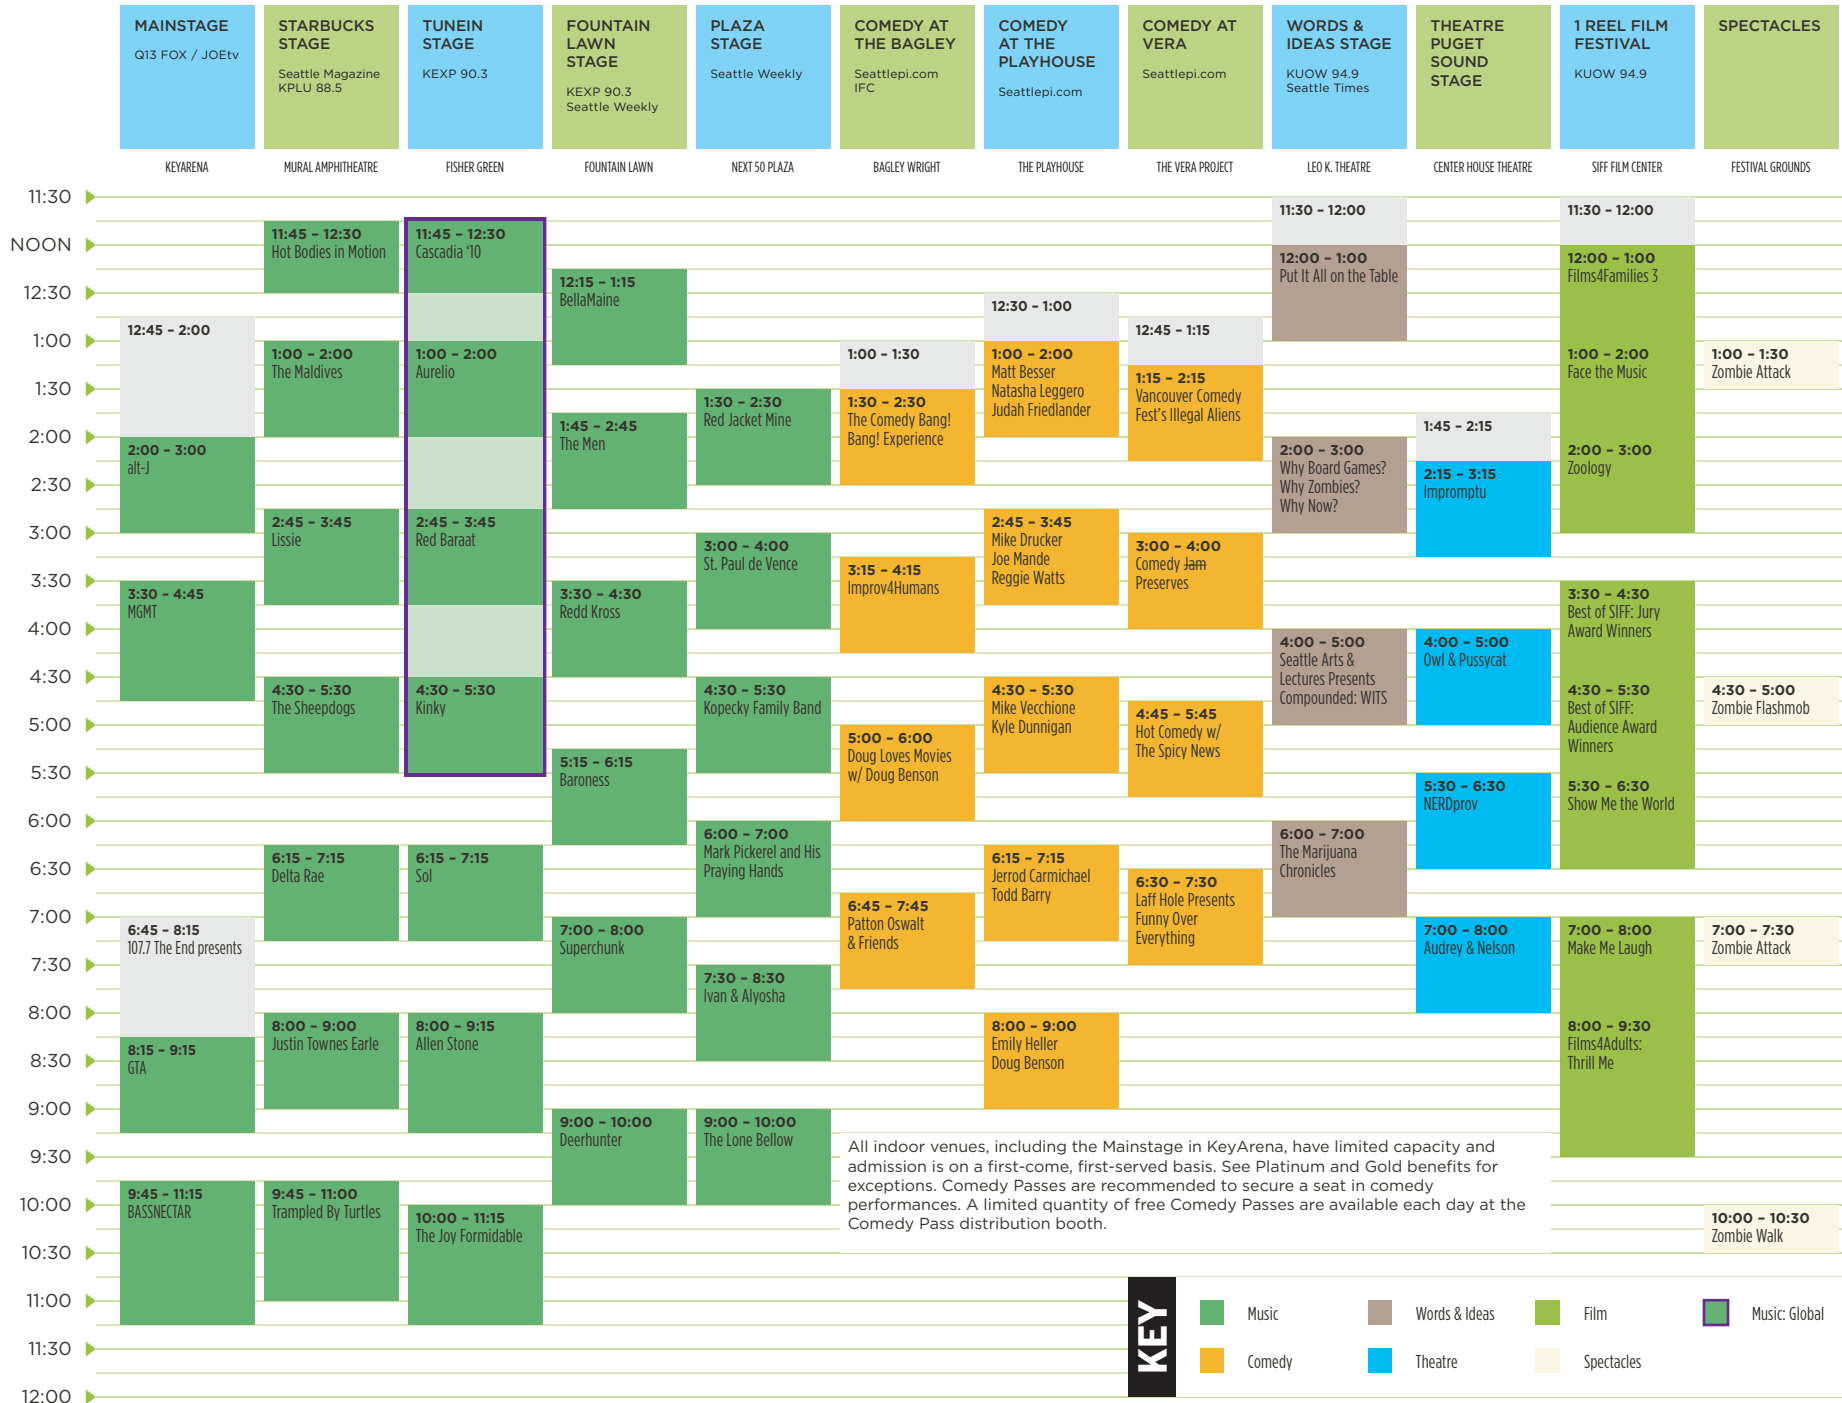 MAINSTAGE
Q13 FOX / JOEtv
KEYARENA
STARBUCKS
STAGE
Seattle Magazine
KPLU 88.5
MURAL AMPHITHEATRE
TUNEIN
STAGE
KEXP 90.3
FISHER GREEN
FOUNTAIN
LAWN
STAGE
KEXP 90.3
Seattle Weekly
FOUNTAIN LAWN
PLAZA
STAGE
Seattle Weekly
NEXT 50 PLAZA
COMEDY AT
THE BAGLEY
Seattlepi.com
IFC
BAGLEY WRIGHT
COMEDY
AT THE
PLAYHOUSE
Seattlepi.com
THE PLAYHOUSE
COMEDY AT
VERA
Seattlepi.com
THE VERA PROJECT
WORDS &
IDEAS STAGE
KUOW 94.9
Seattle Times
LEO K. THEATRE
THEATRE
PUGET
SOUND
STAGE
CENTER HOUSE THEATRE
1 REEL FILM
FESTIVAL
KUOW 94.9
SIFF FILM CENTER
SPECTACLES
FESTIVAL GROUNDS
11:30
NOON
12:30
1:00
1:30
2:00
2:30
3:00
3:30
4:00
4:30
5:00
5:30
6:00
6:30
7:00
7:30
8:00
8:30
9:00
9:30
10:00
10:30
11:00
11:30
12:00
12:45 – 2:00
2:00 – 3:00
alt-J
3:30 – 4:45
MGMT
6:45 – 8:15
107.7 The End presents
8:15 – 9:15
GTA
9:45 – 11:15
BASSNECTAR
11:45 – 12:30
Hot Bodies in Motion
1:00 – 2:00
The Maldives
2:45 – 3:45
Lissie
4:30 – 5:30
The Sheepdogs
6:15 – 7:15
Delta Rae
8:00 – 9:00
Justin Townes Earle
9:45 – 11:00
Trampled By Turtles
11:45 – 12:30
Cascadia ‘10
1:00 – 2:00
Aurelio
2:45 – 3:45
Red Baraat
4:30 – 5:30
Kinky
6:15 – 7:15
Sol
8:00 – 9:15
Allen Stone
10:00 – 11:15
The Joy Formidable
12:15 – 1:15
BellaMaine
1:45 – 2:45
The Men
3:30 – 4:30
Redd Kross
5:15 – 6:15
Baroness
7:00 – 8:00
Superchunk
9:00 – 10:00
Deerhunter
1:30 – 2:30
Red Jacket Mine
3:00 – 4:00
St. Paul de Vence
4:30 – 5:30
Kopecky Family Band
6:00 – 7:00
Mark Pickerel and His
Praying Hands
7:30 – 8:30
Ivan & Alyosha
9:00 – 10:00
The Lone Bellow
1:00 – 1:30
1:30 – 2:30
The Comedy Bang!
Bang! Experience
3:15 – 4:15
Improv4Humans
5:00 – 6:00
Doug Loves Movies
w/ Doug Benson
6:45 – 7:45
Patton Oswalt
& Friends
12:30 – 1:00
1:00 – 2:00
Matt Besser
Natasha Leggero
Judah Friedlander
2:45 – 3:45
Mike Drucker
Joe Mande
Reggie Watts
4:30 – 5:30
Mike Vecchione
Kyle Dunnigan
6:15 – 7:15
Jerrod Carmichael
Todd Barry
8:00 – 9:00
Emily Heller
Doug Benson
12:45 – 1:15
1:15 – 2:15
Vancouver Comedy
Fest's Illegal Aliens
3:00 – 4:00
Comedy Jam
Preserves
4:45 – 5:45
Hot Comedy w/
The Spicy News
6:30 – 7:30
Laff Hole Presents
Funny Over
Everything
11:30 – 12:00
12:00 – 1:00
Put It All on the Table
2:00 – 3:00
Why Board Games?
Why Zombies?
Why Now?
4:00 – 5:00
Seattle Arts &
Lectures Presents
Compounded: WITS
6:00 – 7:00
The Marijuana
Chronicles
1:45 – 2:15
2:15 – 3:15
Impromptu
4:00 – 5:00
Owl & Pussycat
5:30 – 6:30
NERDprov
7:00 – 8:00
Audrey & Nelson
11:30 – 12:00
12:00 – 1:00
Films4Families 3
1:00 – 2:00
Face the Music
2:00 – 3:00
Zoology
3:30 – 4:30
Best of SIFF: Jury
Award Winners
4:30 – 5:30
Best of SIFF:
Audience Award
Winners
5:30 – 6:30
Show Me the World
7:00 – 8:00
Make Me Laugh
8:00 – 9:30
Films4Adults:
Thrill Me
1:00 – 1:30
Zombie Attack
4:30 – 5:00
Zombie Flashmob
7:00 – 7:30
Zombie Attack
10:00 – 10:30
Zombie Walk
All indoor venues, including the Mainstage in KeyArena, have limited capacity and
admission is on a first-come, first-served basis. See Platinum and Gold benefits for
exceptions. Comedy Passes are recommended to secure a seat in comedy
performances. A limited quantity of free Comedy Passes are available each day at the
Comedy Pass distribution booth.
KEY
Music
Words & Ideas
Film
Music: Global
Comedy
Theatre
Spectacles